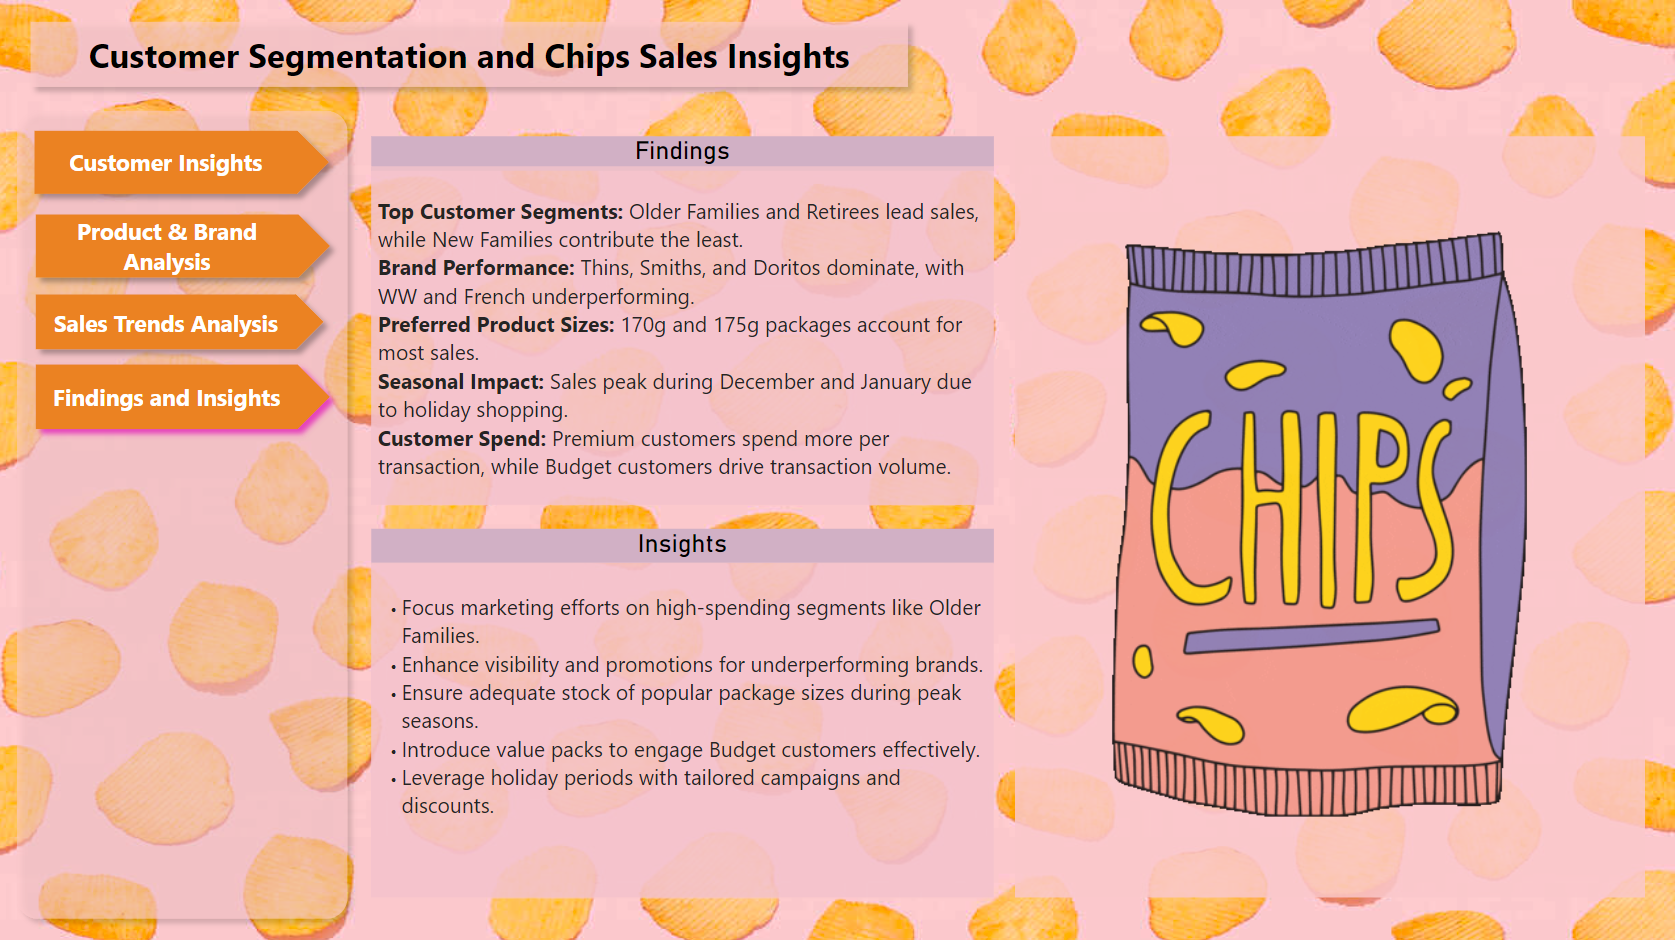 Customer Segmentation and Chips Sales Insights
Customer Insights
Product & Brand
Analysis
Sales Trends Analysis
Findings and Insights
Findings
Top Customer Segments: Older Families and Retirees lead sales,
while New Families contribute the least.
Brand Performance: Thins, Smiths, and Doritos dominate, with
WW and French underperforming.
Preferred Product Sizes: 170g and 175g packages account for
most sales.
Seasonal Impact: Sales peak during December and January due
to holiday shopping.
Customer Spend: Premium customers spend more per
transaction, while Budget customers drive transaction volume.
Insights
• Focus marketing efforts on high-spending segments like Older
Families.
• Enhance visibility and promotions for underperforming brands.
• Ensure adequate stock of popular package sizes during peak
seasons.
• Introduce value packs to engage Budget customers effectively.
• Leverage holiday periods with tailored campaigns and
discounts.
CHIPS